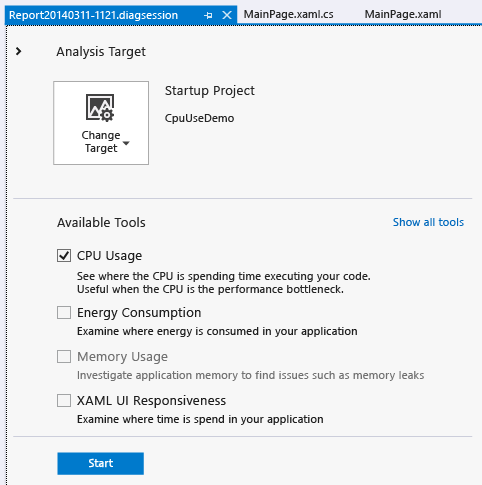 Report20140311-1121.diagsession MainPage.xaml.cs MainPage.xaml
Analysis Target
Change
Target
Startup Project
CpuUseDemo
Available Tools Show all tools
CPU Usage
See where the CPU is spending time executing your code.
Useful when the CPU is the performance bottleneck.
Energy Consumption
Examine where energy is consumed in your application
Memory Usage
Investigate application memory to find issues such as memory leaks
XAML UI Responsiveness
Examine where time is spend in your application
Start